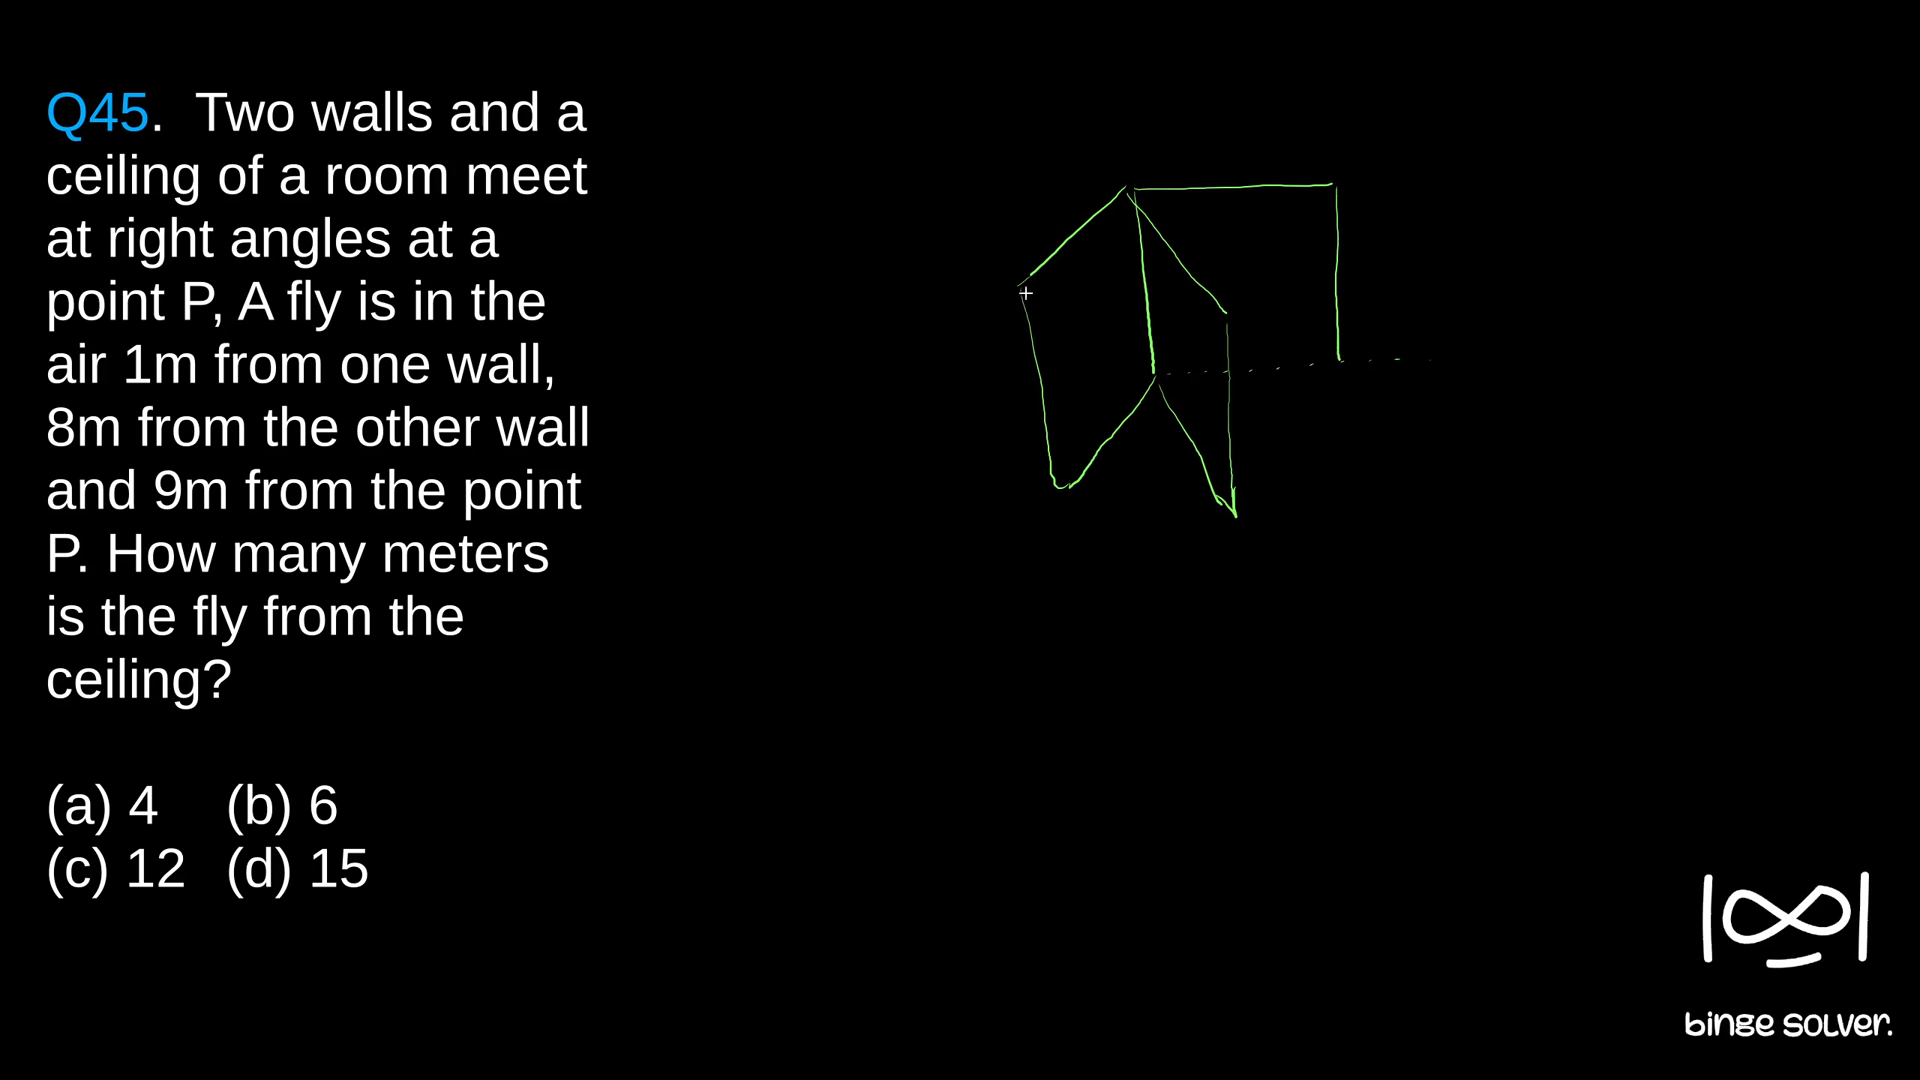 Q45. Two walls and a
ceiling of a room meet
at right angles at a
point P, A fly is in the
air 1m from one wall,
8m from the other wall
and 9m from the point
P. How many meters
is the fly from the
ceiling?
(a) 4 (b) 6
(c) 12 (d) 15
binge solver.